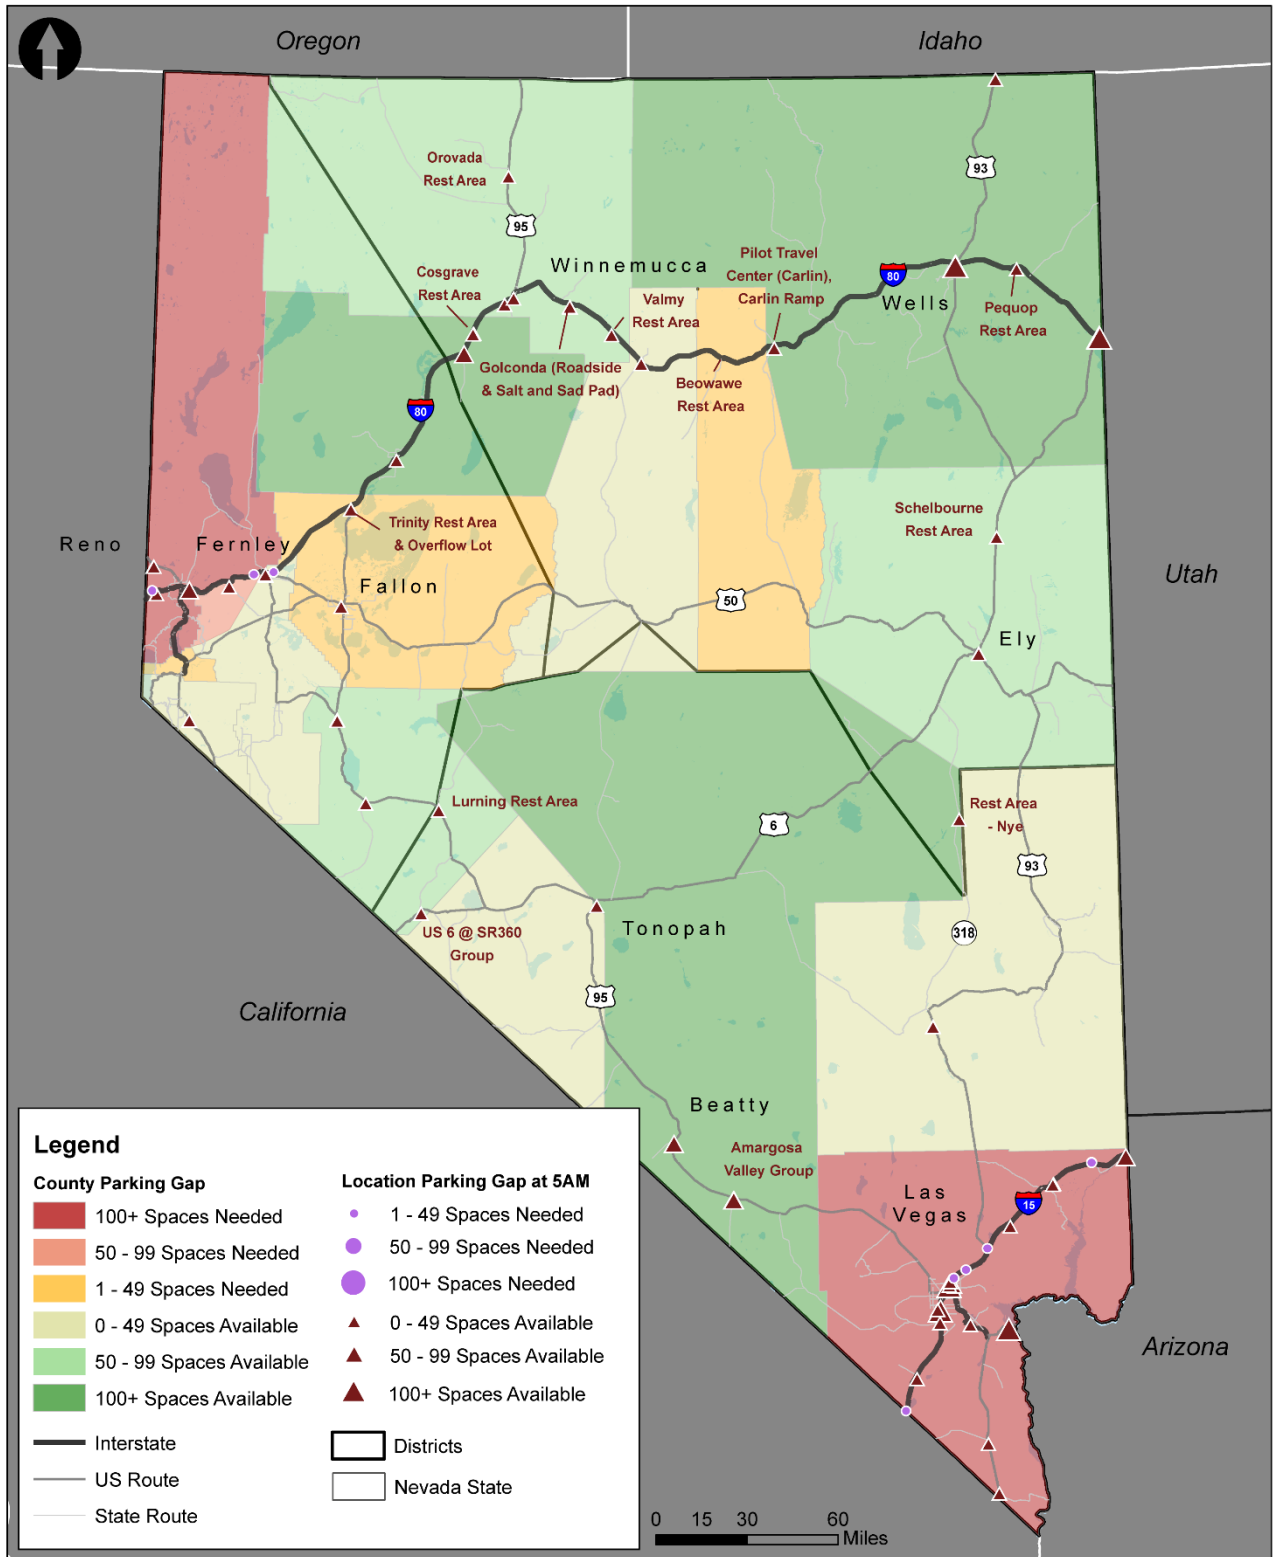 Oregon
Idaho
93
Orovada
Rest Area
95
Winnemucca
Pilot Travel
Center (Carlin),
Carlin Ramp
80
Wells
Cosgrave
Rest Area
Valmy
Rest Area
Pequop
Rest Area
Golconda (Roadside
& Salt and Sad Pad)
Beowawe
Rest Area
80
Schelbourne
Rest Area
Trinity Rest Area
& Overflow Lot
Reno
Fernley
Fallon
Utah
50
Ely
Lurning Rest Area
Rest Area
- Nye
6
93
US 6 @ SR360
Group
Tonopah
318
95
California
Beatty
Amargosa
Valley Group
Las
Vegas
15
Arizona
Legend
County Parking Gap
100+ Spaces Needed
50 - 99 Spaces Needed
1 - 49 Spaces Needed
0 - 49 Spaces Available
50 - 99 Spaces Available
100+ Spaces Available
Interstate
US Route
State Route
Location Parking Gap at 5AM
1 - 49 Spaces Needed
50 - 99 Spaces Needed
100+ Spaces Needed
0 - 49 Spaces Available
50 - 99 Spaces Available
100+ Spaces Available
Districts
Nevada State
0 15 30 60
Miles